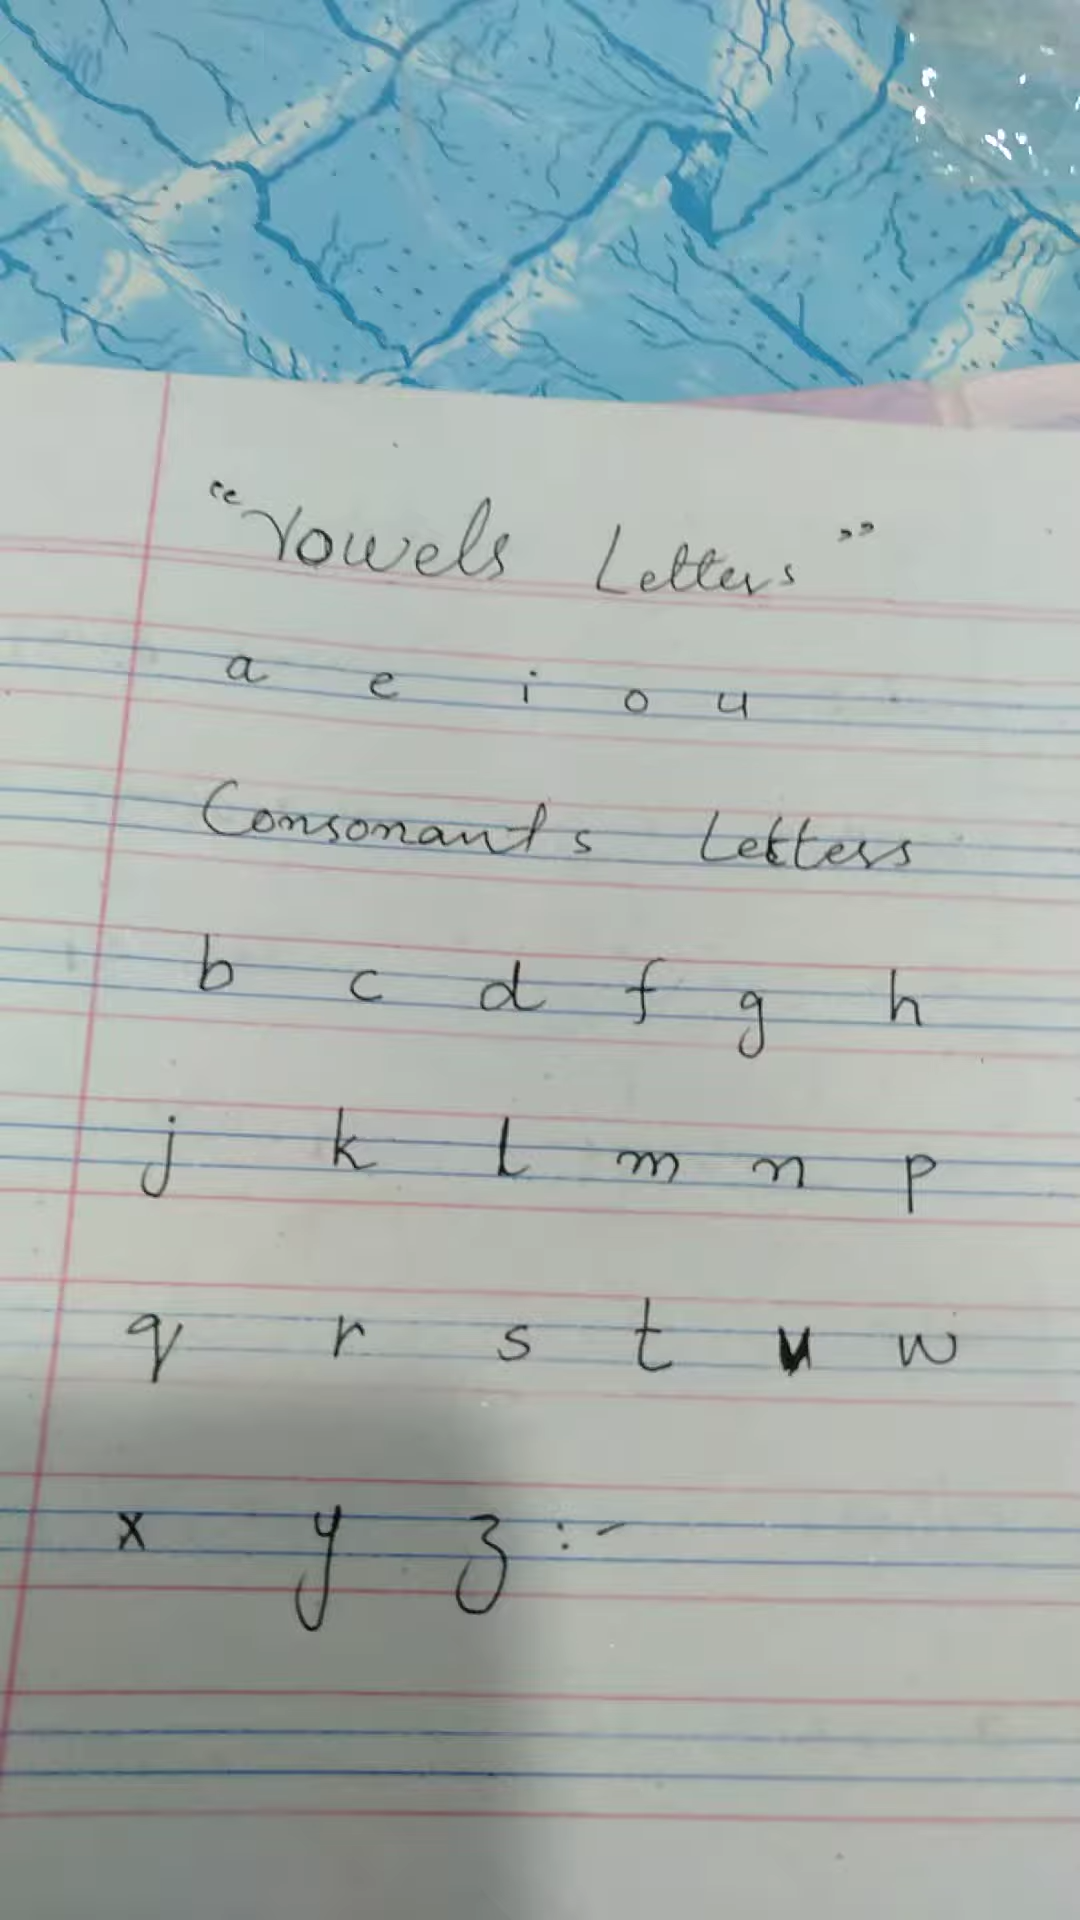 “Vowels Letters”
a e i o u
Consonants Letters
b c d f g h
j k l m n p
q r s t v w
x y z :-